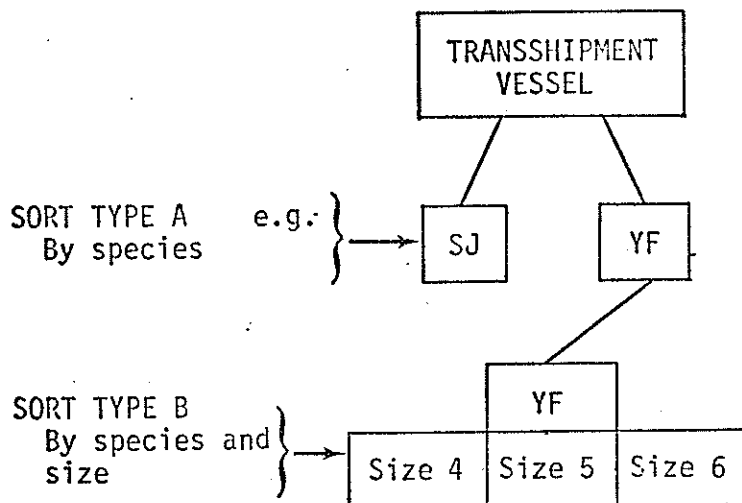 TRANSSHIPMENT
VESSEL
SORT TYPE A e.g.
By species
SJ
YF
SORT TYPE B
By species and
size
YF
Size 4
Size 5
Size 6